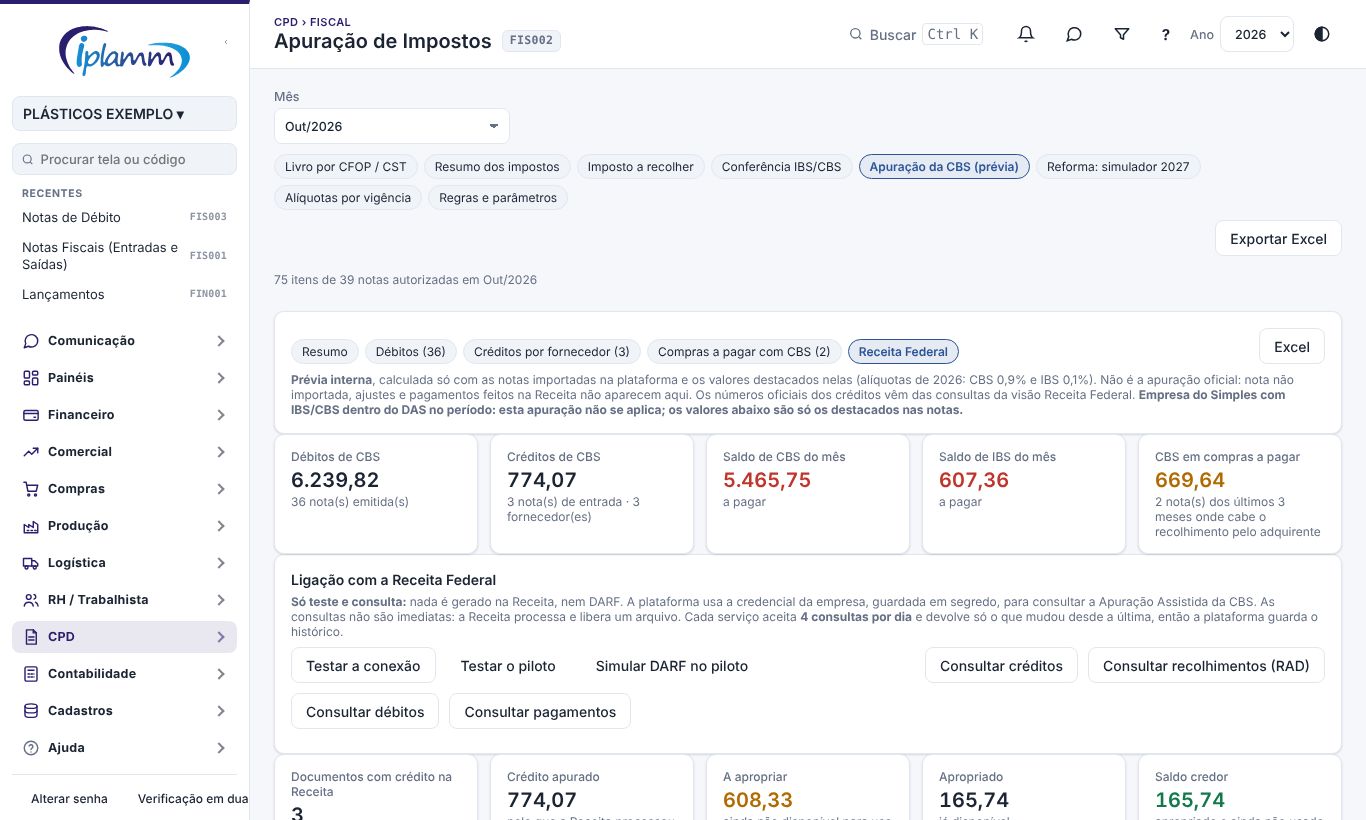 iplamm
PLÁSTICOS EXEMPLO ▾
Procurar tela ou código
RECENTES
Notas de Débito FIS003
Notas Fiscais (Entradas e Saídas) FIS001
Lançamentos FIN001
Comunicação
Painéis
Financeiro
Comercial
Compras
Produção
Logística
RH / Trabalhista
CPD
Contabilidade
Cadastros
Ajuda
Alterar senha Verificação em dua
CPD › FISCAL
Apuração de Impostos FIS002
Buscar Ctrl K
? Ano 2026
Mês
Out/2026
Livro por CFOP / CST Resumo dos impostos Imposto a recolher Conferência IBS/CBS Apuração da CBS (prévia) Reforma: simulador 2027
Alíquotas por vigência Regras e parâmetros
Exportar Excel
75 itens de 39 notas autorizadas em Out/2026
Resumo Débitos (36) Créditos por fornecedor (3) Compras a pagar com CBS (2) Receita Federal Excel
Prévia interna, calculada só com as notas importadas na plataforma e os valores destacados nelas (alíquotas de 2026: CBS 0,9% e IBS 0,1%). Não é a apuração oficial: nota não
importada, ajustes e pagamentos feitos na Receita não aparecem aqui. Os números oficiais dos créditos vêm das consultas da visão Receita Federal. Empresa do Simples com
IBS/CBS dentro do DAS no período: esta apuração não se aplica; os valores abaixo são só os destacados nas notas.
Débitos de CBS
6.239,82
36 nota(s) emitida(s)
Créditos de CBS
774,07
3 nota(s) de entrada · 3
fornecedor(es)
Saldo de CBS do mês
5.465,75
a pagar
Saldo de IBS do mês
607,36
a pagar
CBS em compras a pagar
669,64
2 nota(s) dos últimos 3
meses onde cabe o
recolhimento pelo adquirente
Ligação com a Receita Federal
Só teste e consulta: nada é gerado na Receita, nem DARF. A plataforma usa a credencial da empresa, guardada em segredo, para consultar a Apuração Assistida da CBS. As
consultas não são imediatas: a Receita processa e libera um arquivo. Cada serviço aceita 4 consultas por dia e devolve só o que mudou desde a última, então a plataforma guarda o
histórico.
Testar a conexão Testar o piloto Simular DARF no piloto Consultar créditos Consultar recolhimentos (RAD)
Consultar débitos Consultar pagamentos
Documentos com crédito na
Receita
3
Crédito apurado
774,07
A apropriar
608,33
Apropriado
165,74
Saldo credor
165,74